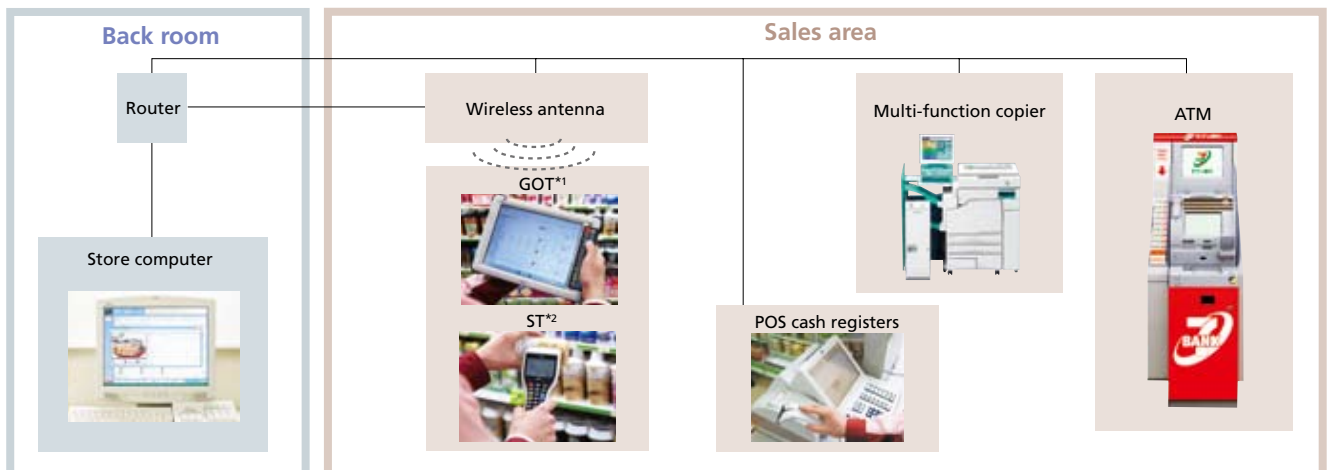 Back room
Sales area
Router
Wireless antenna
Multi-function copier
ATM
GOT*1
Store computer
ST*2
POS cash registers
7
BANK